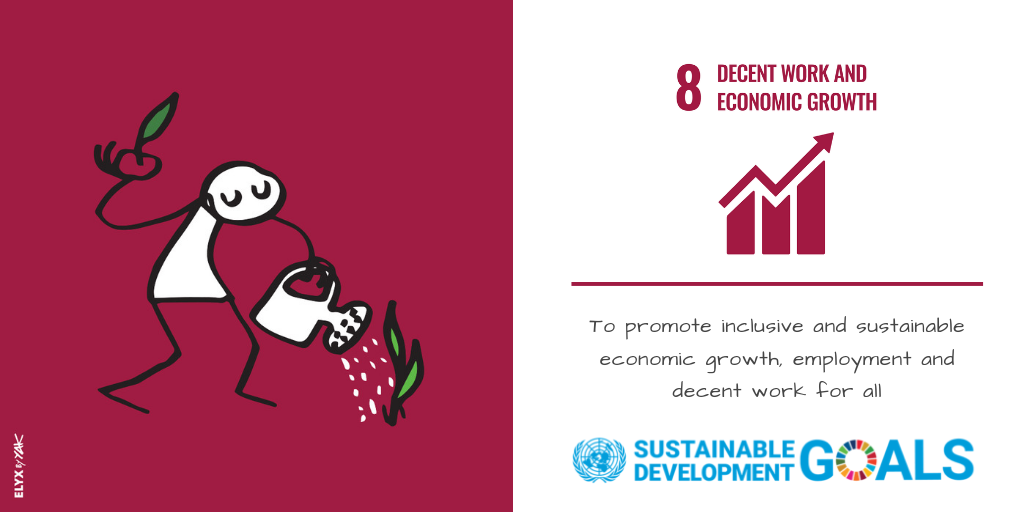 ELYX by YAK
8 DECENT WORK AND
ECONOMIC GROWTH
To promote inclusive and sustainable
economic growth, employment and
decent work for all
SUSTAINABLE
DEVELOPMENT GOALS